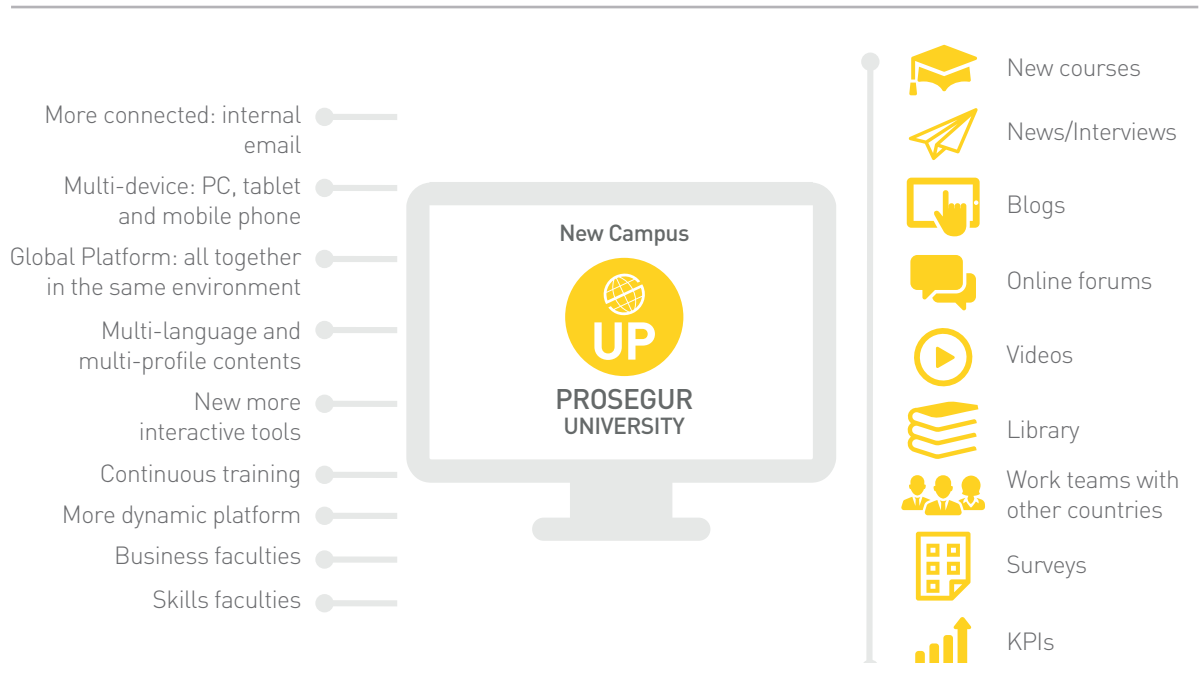 More connected: internal
email
Multi-device: PC, tablet
and mobile phone
Global Platform: all together
in the same environment
Multi-language and
multi-profile contents
New more
interactive tools
Continuous training
More dynamic platform
Business faculties
Skills faculties
New Campus
UP
PROSEGUR
UNIVERSITY
New courses
News/Interviews
Blogs
Online forums
Videos
Library
Work teams with
other countries
Surveys
KPIs